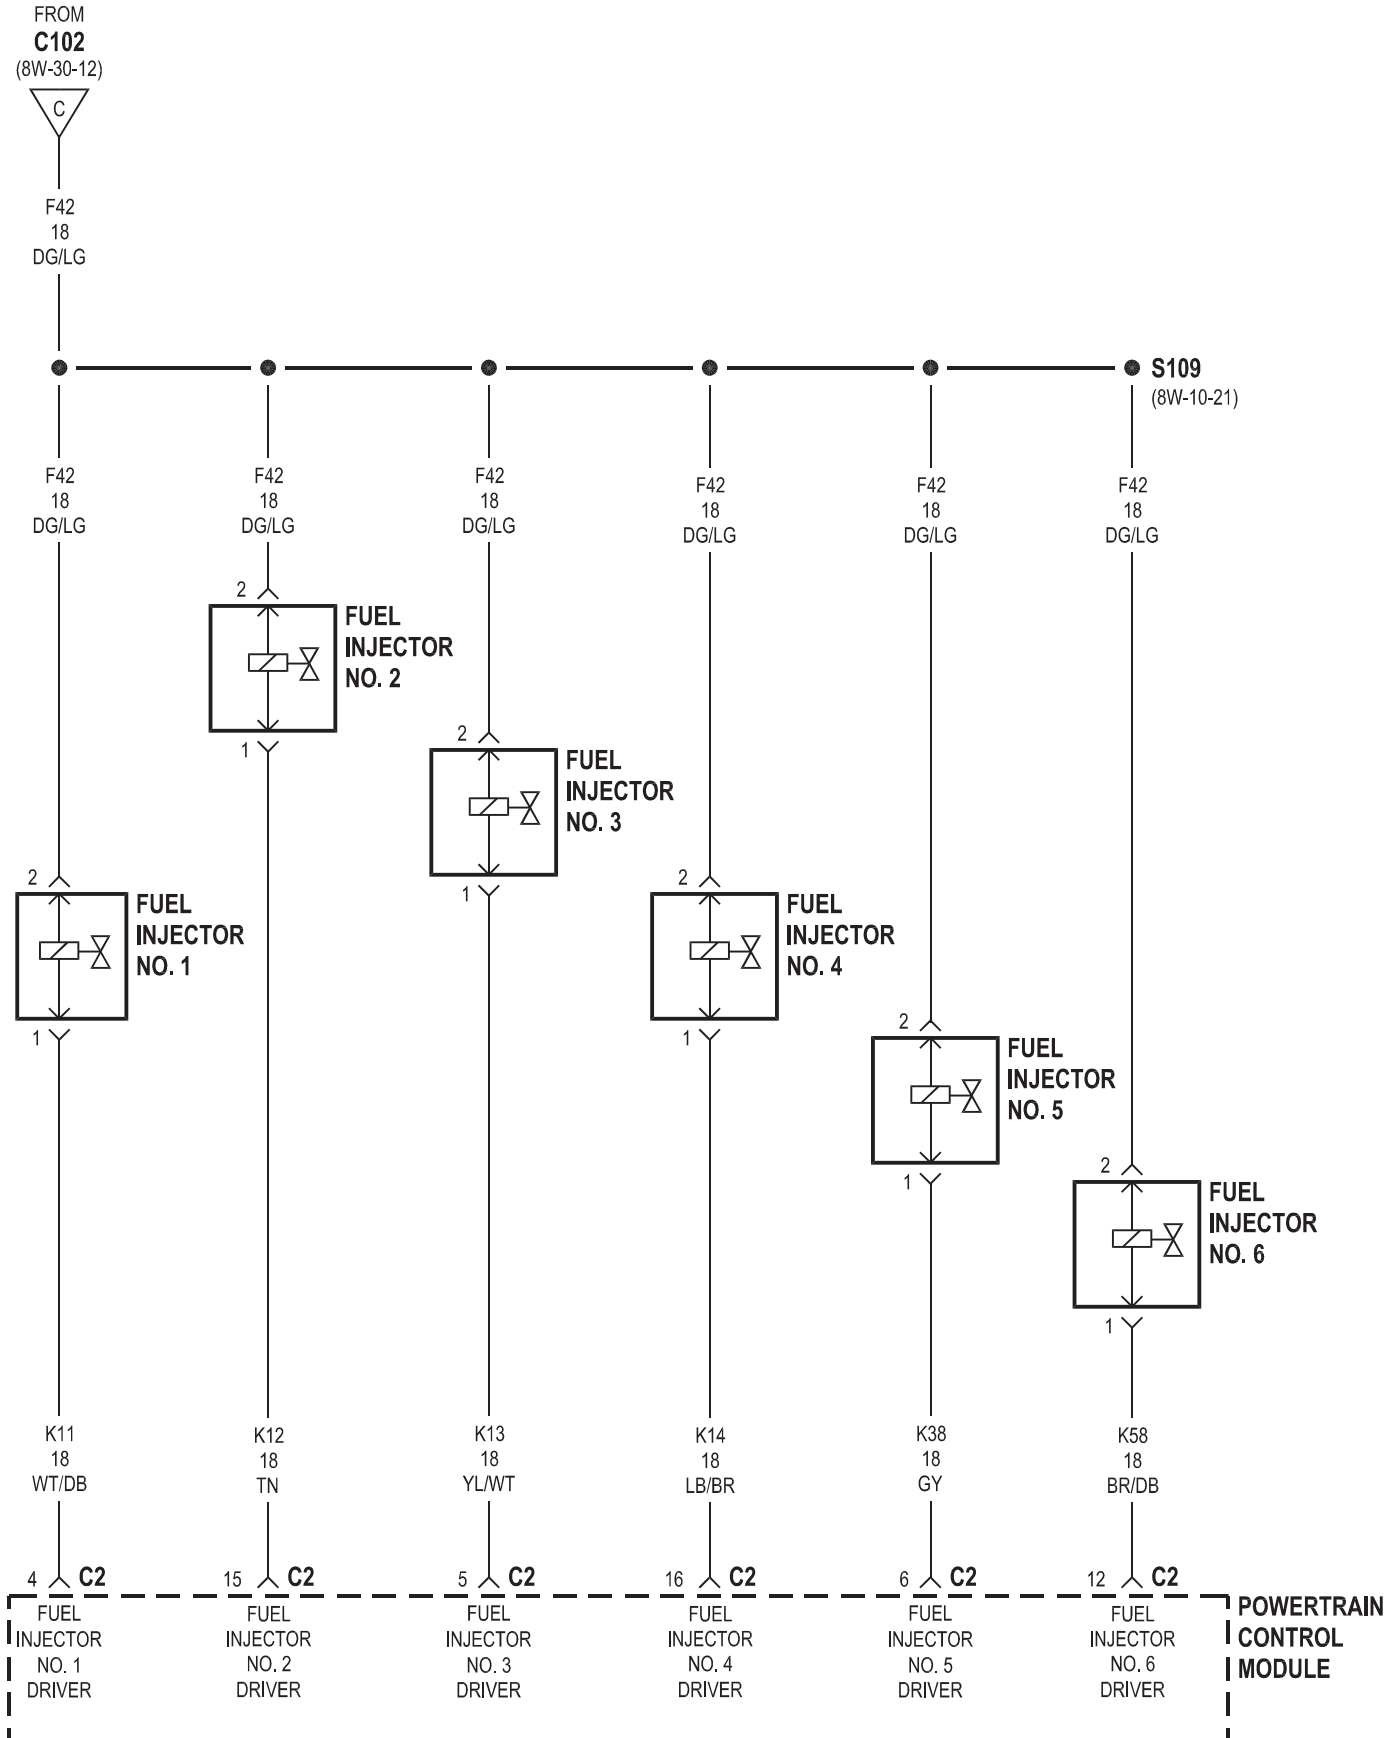 FROM
C102
(8W-30-12)
C
F42
18
DG/LG
S109
(8W-10-21)
F42
18
DG/LG
F42
18
DG/LG
F42
18
DG/LG
F42
18
DG/LG
F42
18
DG/LG
F42
18
DG/LG
2
FUEL
INJECTOR
NO. 2
1
2
FUEL
INJECTOR
NO. 3
1
2
FUEL
INJECTOR
NO. 1
1
2
FUEL
INJECTOR
NO. 4
1
2
FUEL
INJECTOR
NO. 5
1
2
FUEL
INJECTOR
NO. 6
1
K11
18
WT/DB
K12
18
TN
K13
18
YL/WT
K14
18
LB/BR
K38
18
GY
K58
18
BR/DB
4 C2
15 C2
5 C2
16 C2
6 C2
12 C2
FUEL
INJECTOR
NO. 1
DRIVER
FUEL
INJECTOR
NO. 2
DRIVER
FUEL
INJECTOR
NO. 3
DRIVER
FUEL
INJECTOR
NO. 4
DRIVER
FUEL
INJECTOR
NO. 5
DRIVER
FUEL
INJECTOR
NO. 6
DRIVER
POWERTRAIN
CONTROL
MODULE